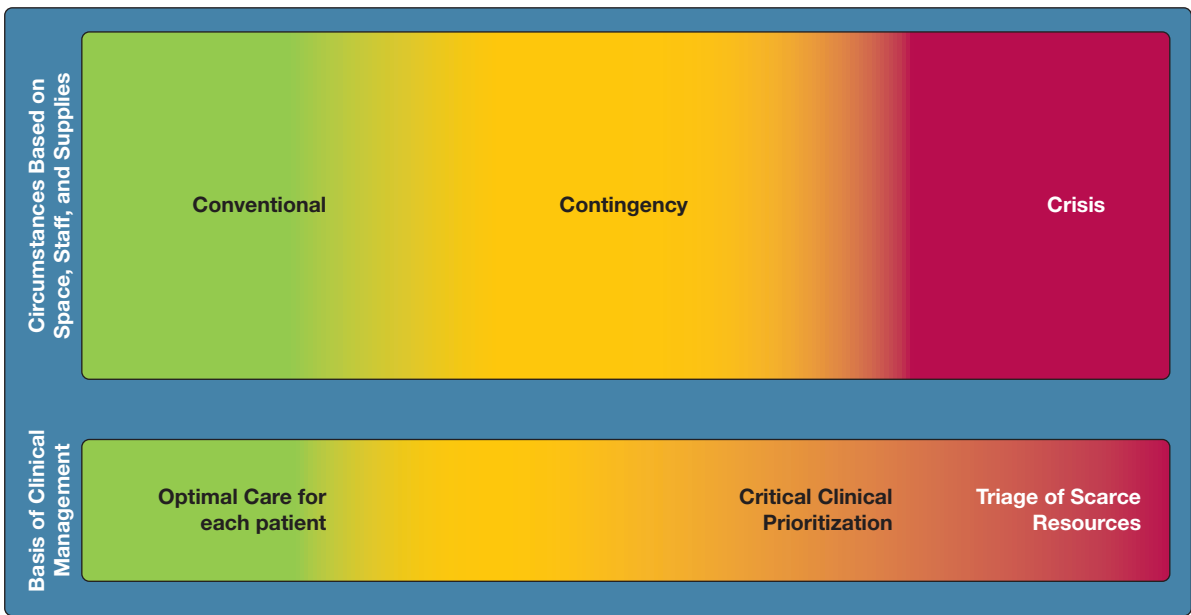 Circumstances Based on
Space, Staff, and Supplies
Conventional
Contingency
Crisis
Basis of Clinical
Management
Optimal Care for
each patient
Critical Clinical
Prioritization
Triage of Scarce
Resources